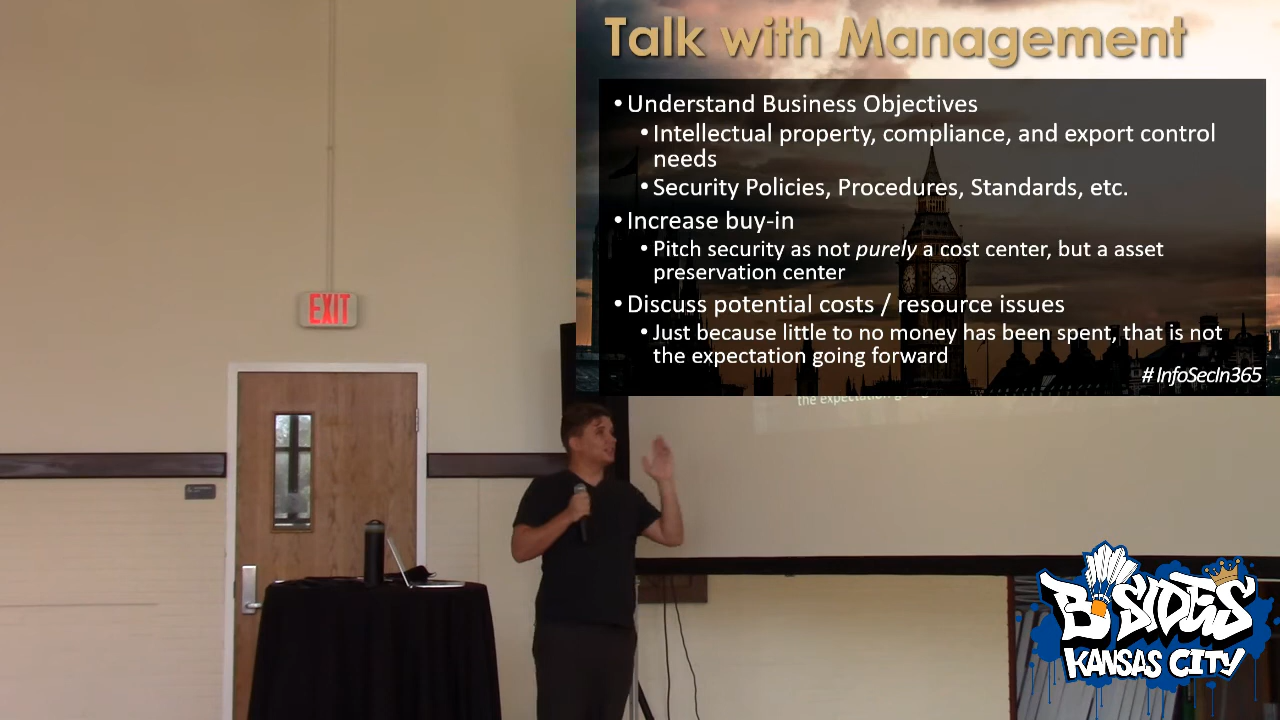 Talk with Management
• Understand Business Objectives
• Intellectual property, compliance, and export control
needs
• Security Policies, Procedures, Standards, etc.
• Increase buy-in
• Pitch security as not purely a cost center, but a asset
preservation center
• Discuss potential costs / resource issues
• Just because little to no money has been spent, that is not
the expectation going forward
# InfoSecIn365
EXIT
B·SIDES
KANSAS CITY